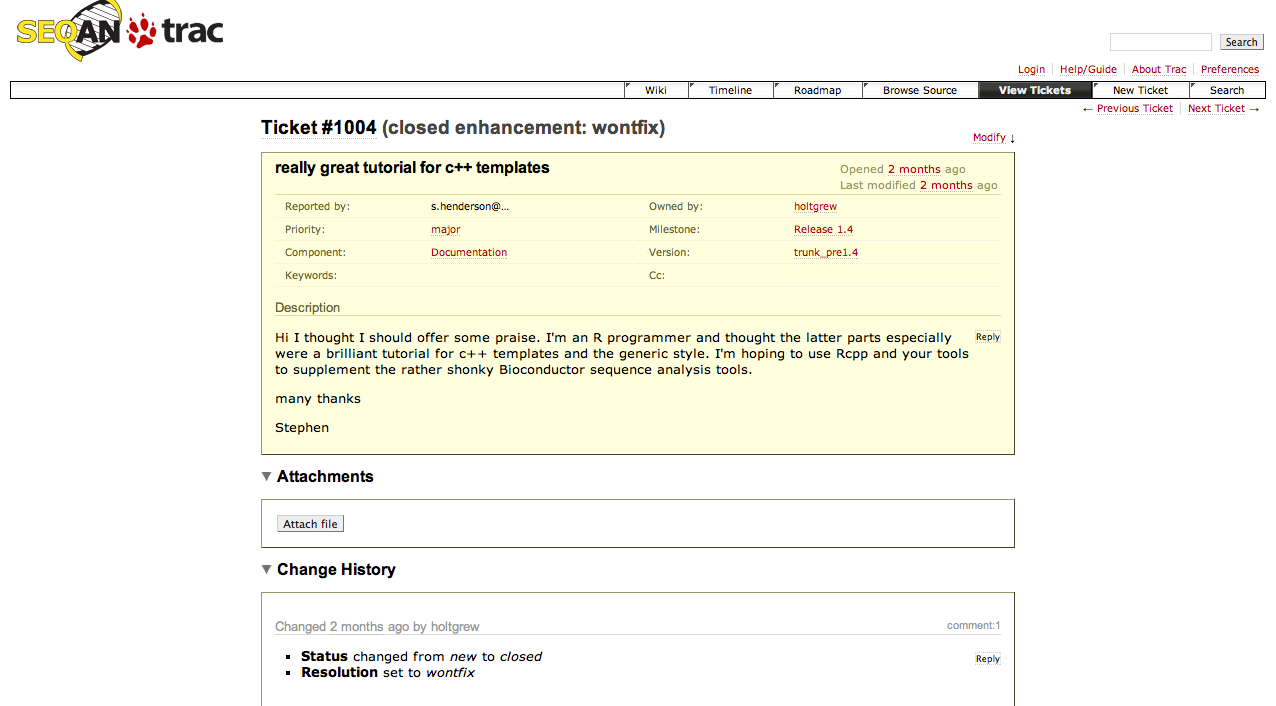 SEQAN trac
Search
Login Help/Guide About Trac Preferences
Wiki Timeline Roadmap Browse Source View Tickets New Ticket Search
← Previous Ticket Next Ticket →
Ticket #1004 (closed enhancement: wontfix)
Modify ↓
really great tutorial for c++ templates
Opened 2 months ago
Last modified 2 months ago
Reported by: s.henderson@... Owned by: holtgrew
Priority: major Milestone: Release 1.4
Component: Documentation Version: trunk_pre1.4
Keywords: Cc:
Description
Hi I thought I should offer some praise. I'm an R programmer and thought the latter parts especially
Reply
were a brilliant tutorial for c++ templates and the generic style. I'm hoping to use Rcpp and your tools
to supplement the rather shonky Bioconductor sequence analysis tools.
many thanks
Stephen
▼ Attachments
Attach file
▼ Change History
Changed 2 months ago by holtgrew comment:1
▪ Status changed from new to closed
Reply
▪ Resolution set to wontfix